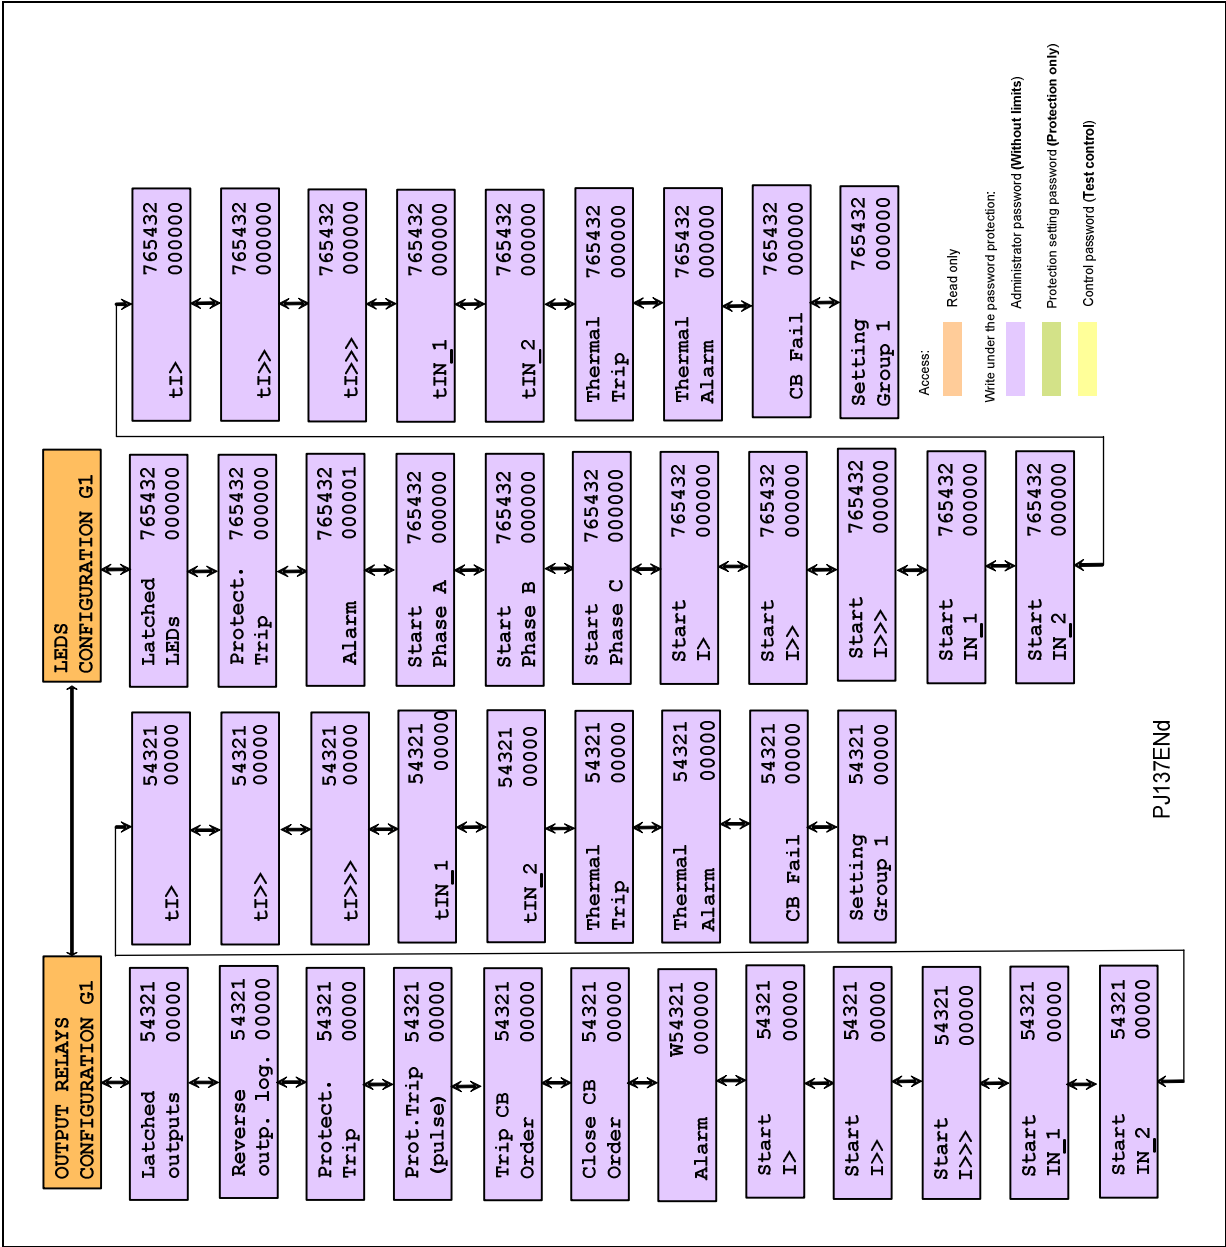 OUTPUT RELAYS
CONFIGURATION G1
Latched 54321
outputs 00000
Reverse 54321
outp. log. 00000
Protect. 54321
Trip 00000
Prot.Trip 54321
(pulse) 00000
Trip CB 54321
Order 00000
Close CB 54321
Order 00000
W54321
Alarm 000000
Start 54321
I> 00000
Start 54321
I>> 00000
Start 54321
I>>> 00000
Start 54321
IN_1 00000
Start 54321
IN_2 00000
54321
tI> 00000
54321
tI>> 00000
54321
tI>>> 00000
54321
tIN_1 00000
54321
tIN_2 00000
Thermal 54321
Trip 00000
Thermal 54321
Alarm 00000
54321
CB Fail 00000
Setting 54321
Group 1 00000
LEDS
CONFIGURATION G1
Latched 765432
LEDs 000000
Protect. 765432
Trip 000000
765432
Alarm 000001
Start 765432
Phase A 000000
Start 765432
Phase B 000000
Start 765432
Phase C 000000
Start 765432
I> 000000
Start 765432
I>> 000000
Start 765432
I>>> 000000
Start 765432
IN_1 000000
Start 765432
IN_2 000000
765432
tI> 000000
765432
tI>> 000000
765432
tI>>> 000000
765432
tIN_1 000000
765432
tIN_2 000000
Thermal 765432
Trip 000000
Thermal 765432
Alarm 000000
765432
CB Fail 000000
Setting 765432
Group 1 000000
Access:
Read only
Write under the password protection:
Administrator password (Without limits)
Protection setting password (Protection only)
Control password (Test control)
PJ137ENd